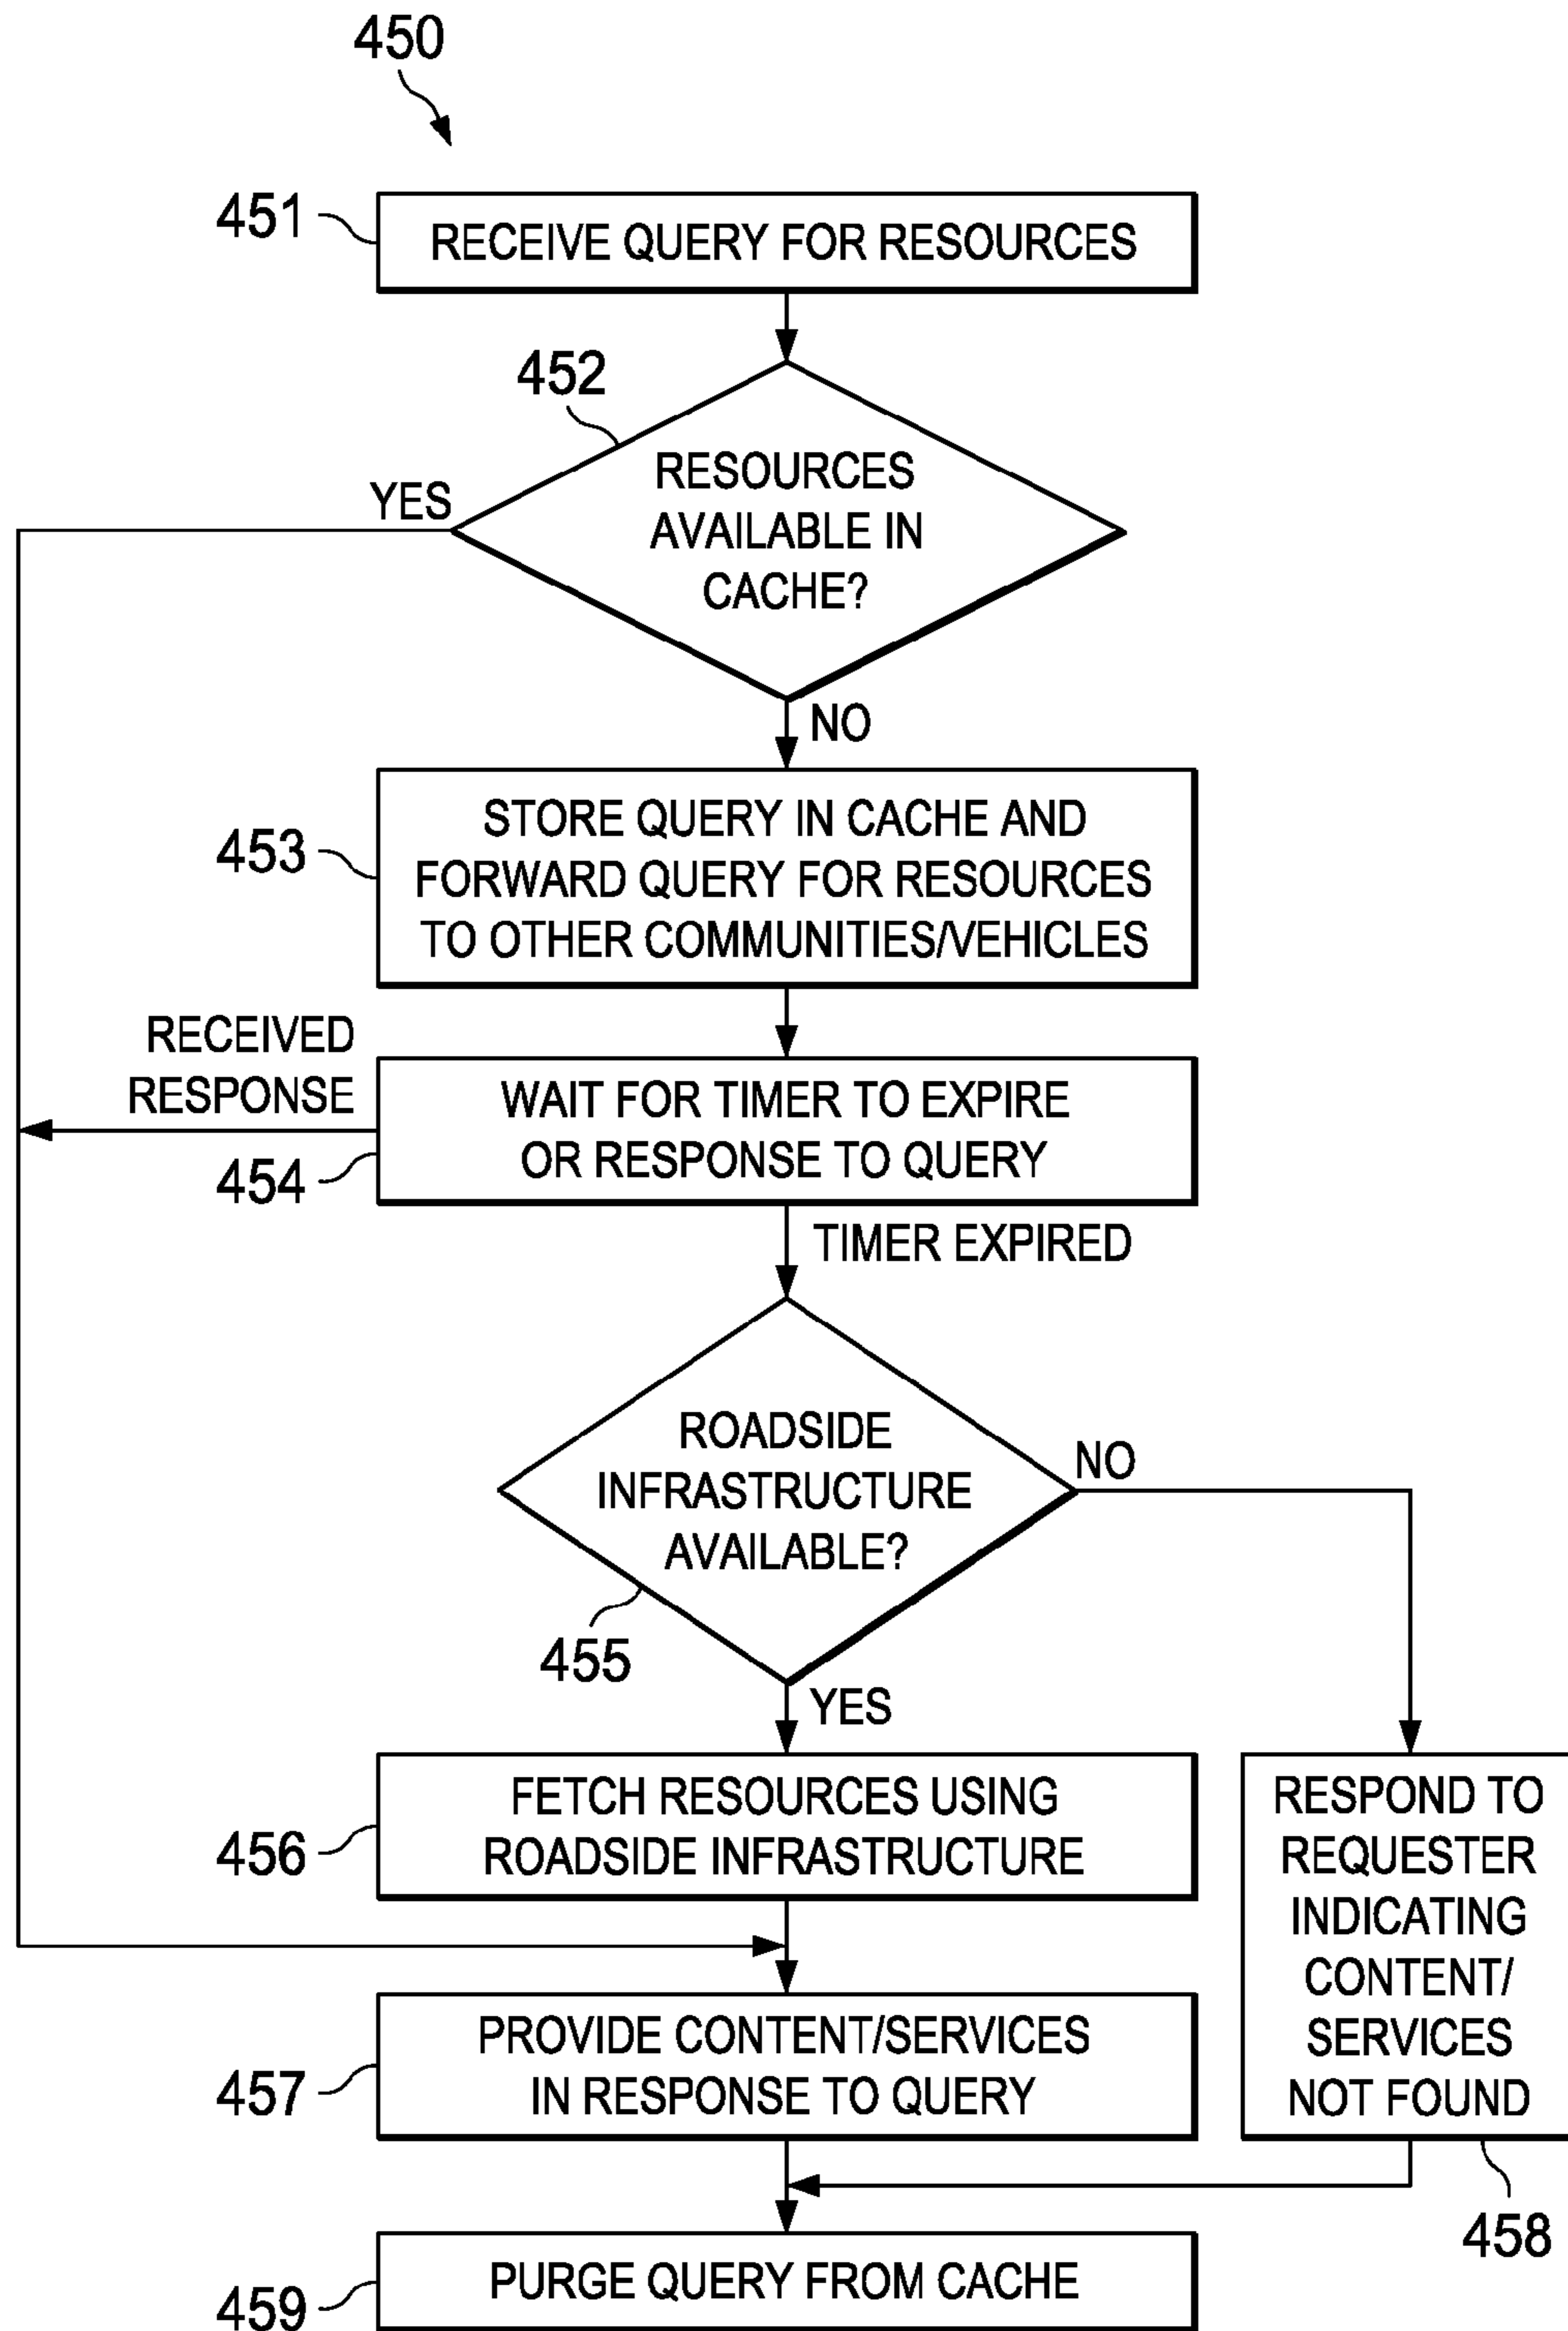 450
451
RECEIVE QUERY FOR RESOURCES
452
RESOURCES
AVAILABLE IN
CACHE?
YES
NO
453
STORE QUERY IN CACHE AND
FORWARD QUERY FOR RESOURCES
TO OTHER COMMUNITIES/VEHICLES
RECEIVED
RESPONSE
454
WAIT FOR TIMER TO EXPIRE
OR RESPONSE TO QUERY
TIMER EXPIRED
ROADSIDE
INFRASTRUCTURE
AVAILABLE?
NO
455
YES
456
FETCH RESOURCES USING
ROADSIDE INFRASTRUCTURE
RESPOND TO
REQUESTER
INDICATING
CONTENT/
SERVICES
NOT FOUND
457
PROVIDE CONTENT/SERVICES
IN RESPONSE TO QUERY
458
459
PURGE QUERY FROM CACHE